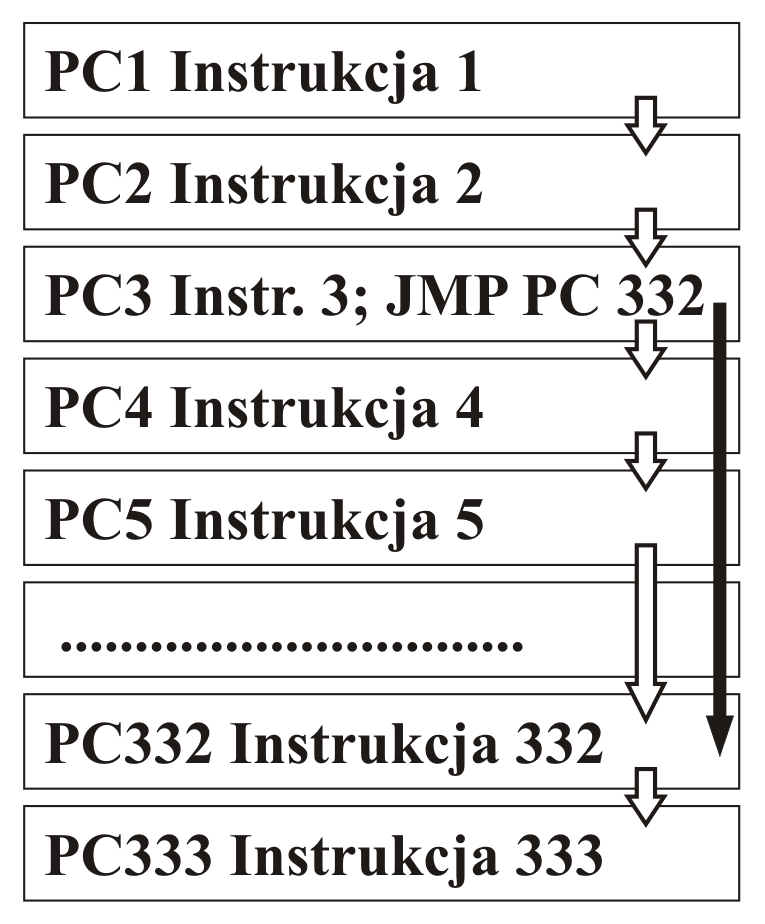 PC1 Instrukcja 1
PC2 Instrukcja 2
PC3 Instr. 3; JMP PC 332
PC4 Instrukcja 4
PC5 Instrukcja 5
...............................
PC332 Instrukcja 332
PC333 Instrukcja 333